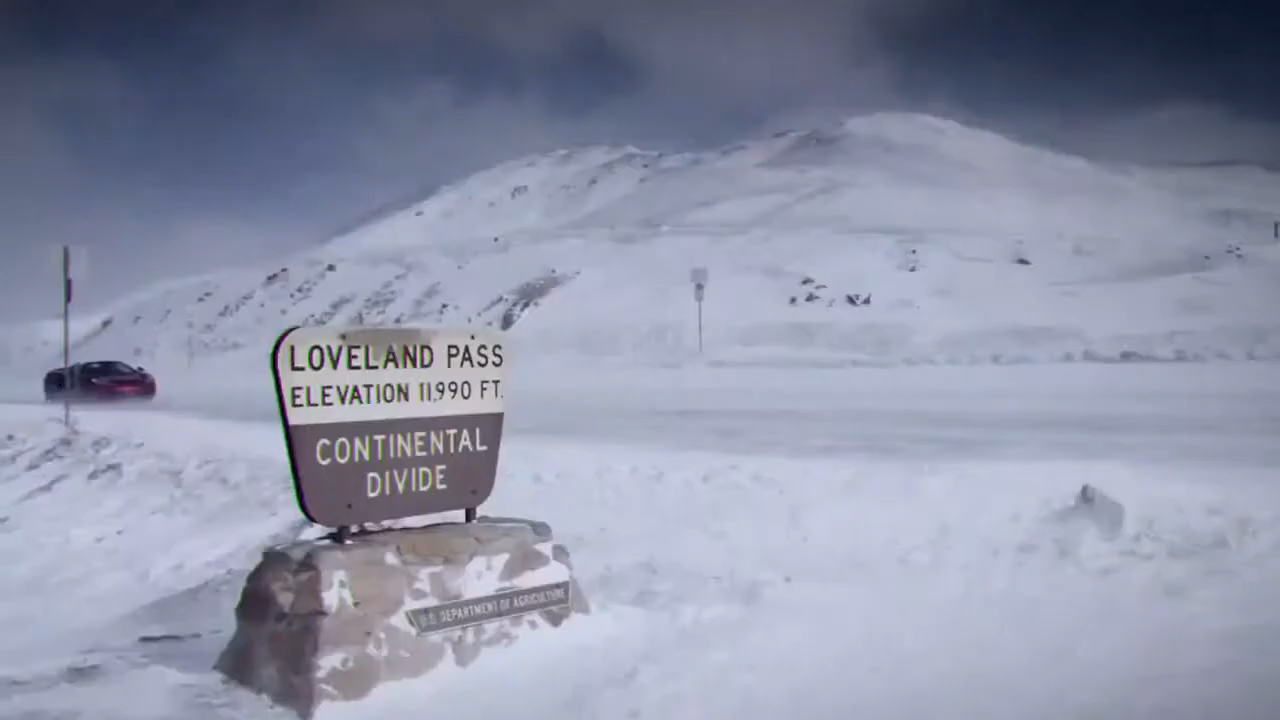 LOVELAND PASS
ELEVATION 11,990 FT.
CONTINENTAL
DIVIDE
U.S. DEPARTMENT OF AGRICULTURE